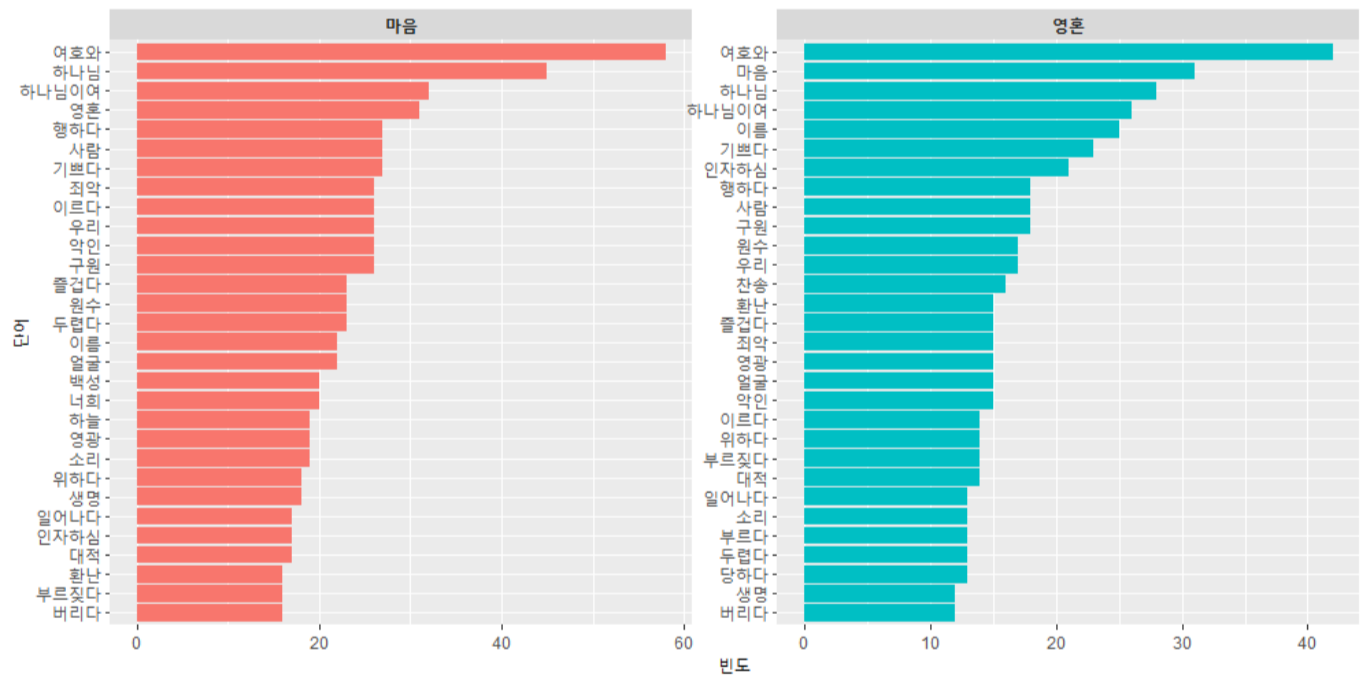 마음
여호와
하나님
하나님이여
영혼
행하다
사람
기쁘다
죄악
이르다
우리
악인
구원
즐겁다
원수
두렵다
이름
얼굴
백성
너희
하늘
영광
소리
위하다
생명
일어나다
인자하심
대적
환난
부르짖다
버리다
0 20 40 60
영혼
여호와
마음
하나님
하나님이여
이름
기쁘다
인자하심
행하다
사람
구원
원수
우리
찬송
환난
즐겁다
죄악
영광
얼굴
악인
이르다
위하다
부르짖다
대적
일어나다
소리
부르다
두렵다
당하다
생명
버리다
0 10 20 30 40
단어
빈도